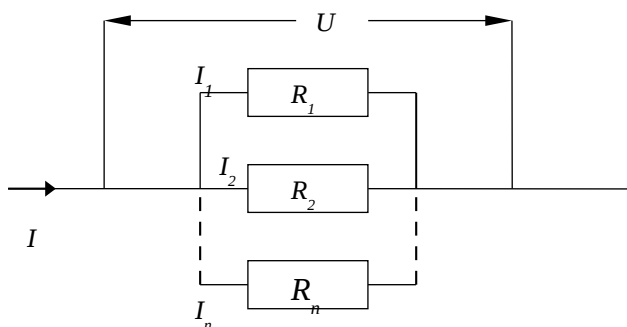 U
I₁
R₁
I₂
R₂
I
Rₙ
Iₙ